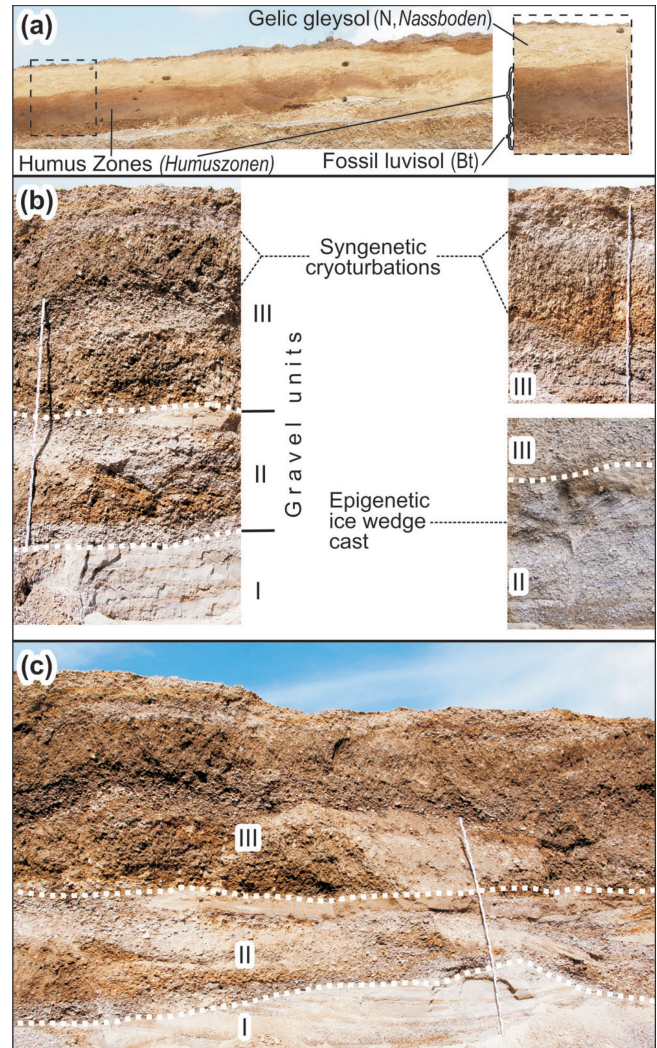 (a)
Gelic gleysol (N, Nassboden)
Humus Zones (Humuszonen)
Fossil luvisol (Bt)
(b)
Syngenetic
cryoturbations
III
II
I
Gravel units
III
Epigenetic
ice wedge
cast
III
II
(c)
III
II
I